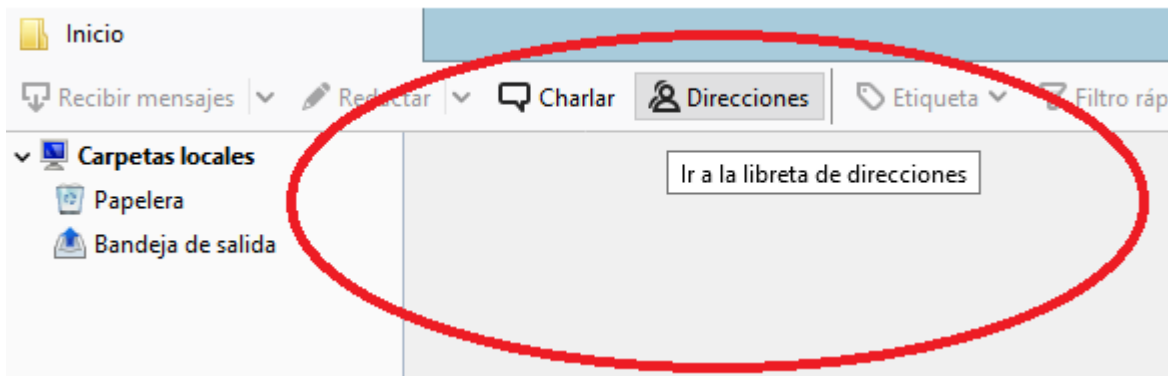 Inicio
Recibir mensajes Redactar Charlar Direcciones Etiqueta Filtro ráp
Carpetas locales
Ir a la libreta de direcciones
Papelera
Bandeja de salida